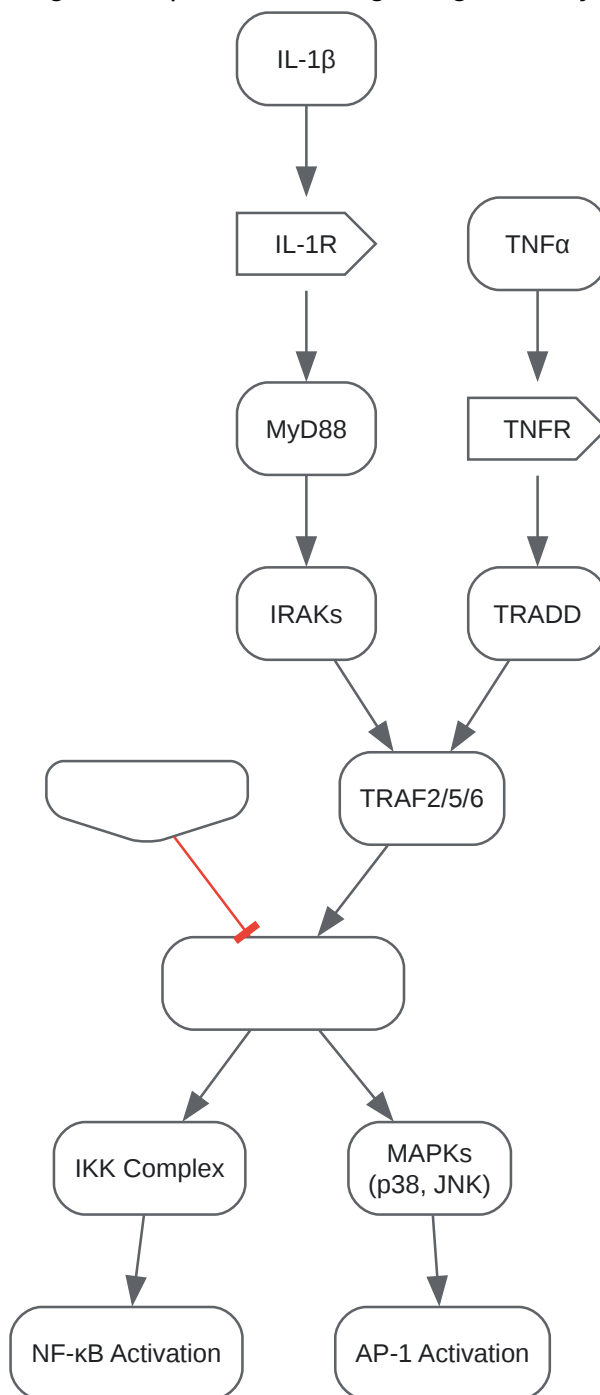 IL-1β
IL-1R
TNFα
MyD88
TNFR
IRAKs
TRADD
TRAF2/5/6
IKK Complex
MAPKs
(p38, JNK)
NF-κB Activation
AP-1 Activation